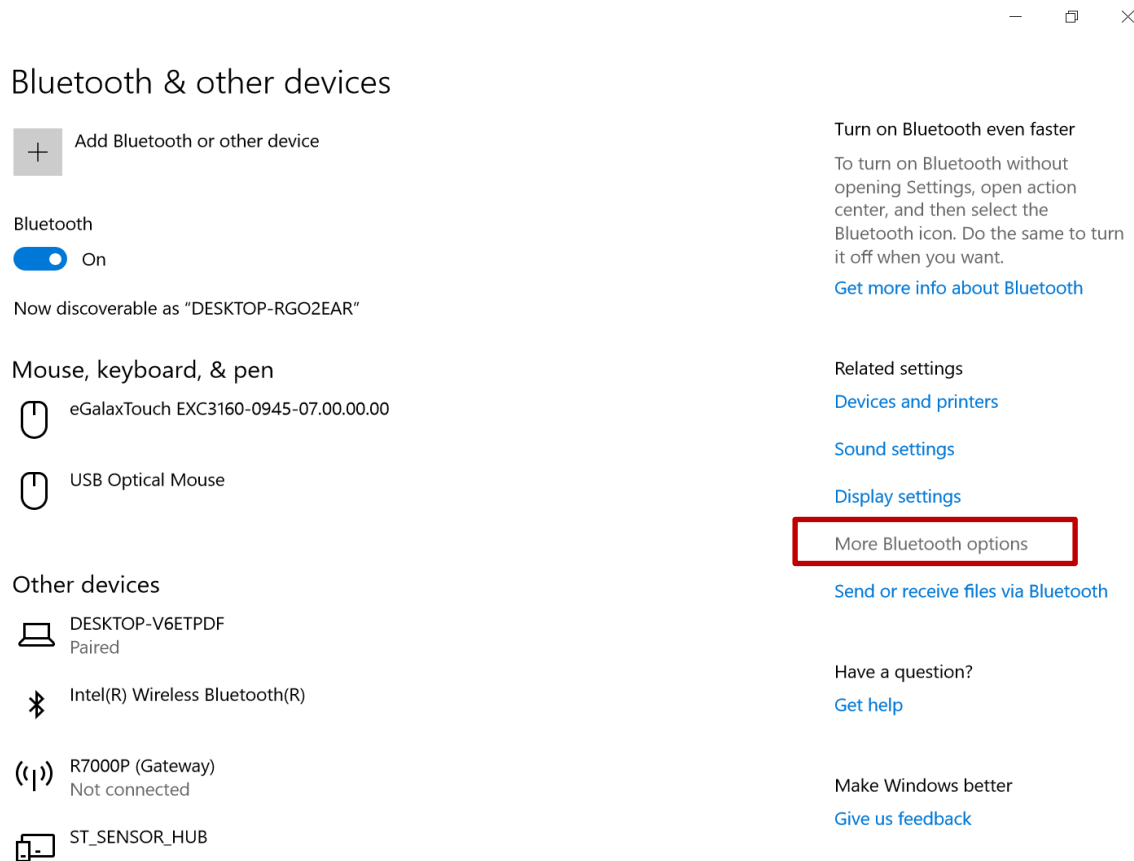 Bluetooth & other devices
Add Bluetooth or other device
Bluetooth
On
Now discoverable as “DESKTOP-RGO2EAR”
Mouse, keyboard, & pen
eGalaxTouch EXC3160-0945-07.00.00.00
USB Optical Mouse
Other devices
DESKTOP-V6ETPDF
Paired
Intel(R) Wireless Bluetooth(R)
R7000P (Gateway)
Not connected
ST_SENSOR_HUB
Turn on Bluetooth even faster
To turn on Bluetooth without
opening Settings, open action
center, and then select the
Bluetooth icon. Do the same to turn
it off when you want.
Get more info about Bluetooth
Related settings
Devices and printers
Sound settings
Display settings
More Bluetooth options
Send or receive files via Bluetooth
Have a question?
Get help
Make Windows better
Give us feedback